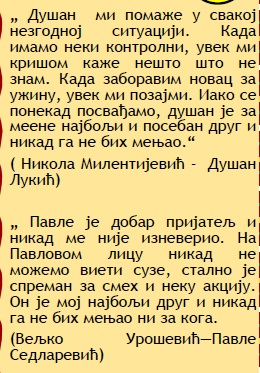 „ Душан ми помаже у свакој
незгодној ситуацији. Када
имамо неки контролни, увек ми
кришом каже нешто што не
знам. Када заборавим новац за
ужину, увек ми позајми. Иако се
понекад посвађамо, душан је за
меене најбољи и посебан друг и
никад га не бих мењао.“
( Никола Милентијевић - Душан
Лукић)
„ Павле је добар пријатељ и
никад ме није изневерио. На
Павловом лицу никад не
можемо виети сузе, стално је
спреман за смех и неку акцију.
Он је мој најбољи друг и никад
га не бих мењао ни за кога.
(Вељко Урошевић—Павле
Седларевић)